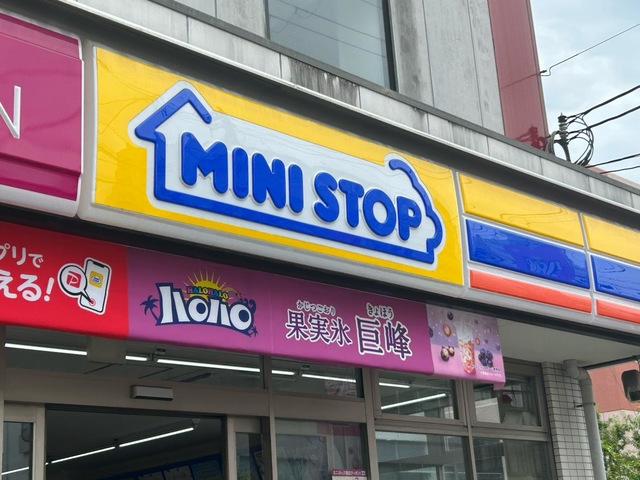 N
MINI STOP
プリで
える!
HALO HALO
ハロハロ
かじつごおり
果実氷
きょほう
巨峰